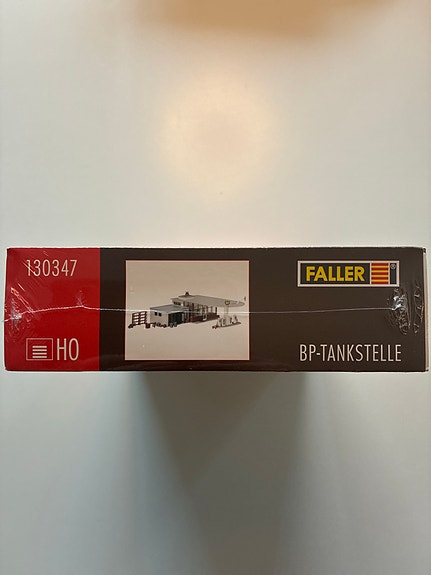 130347
FALLER
H0
BP-TANKSTELLE